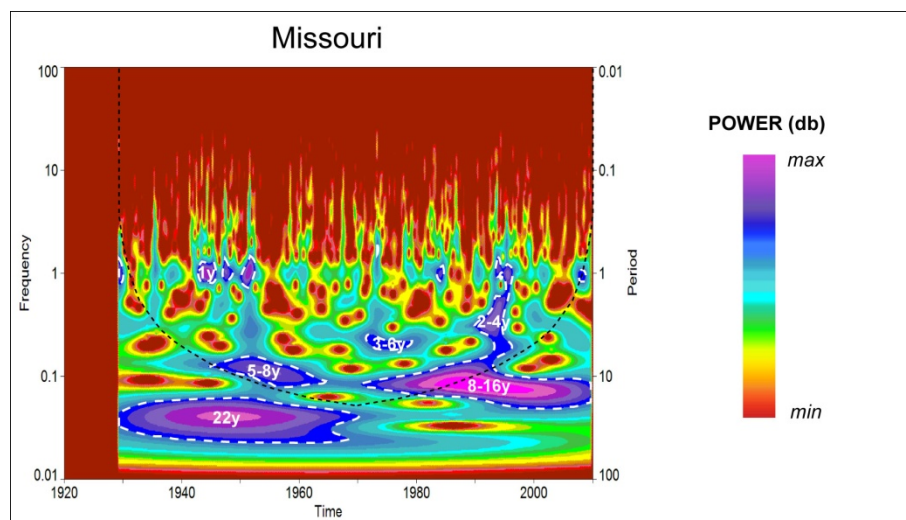 Missouri
100
10
1
0.1
0.01
Frequency
1920
1940
1960
1980
2000
Time
0.01
0.1
1
10
100
Period
1y
2-4y
3-6y
5-8y
8-16y
22y
POWER (db)
max
min